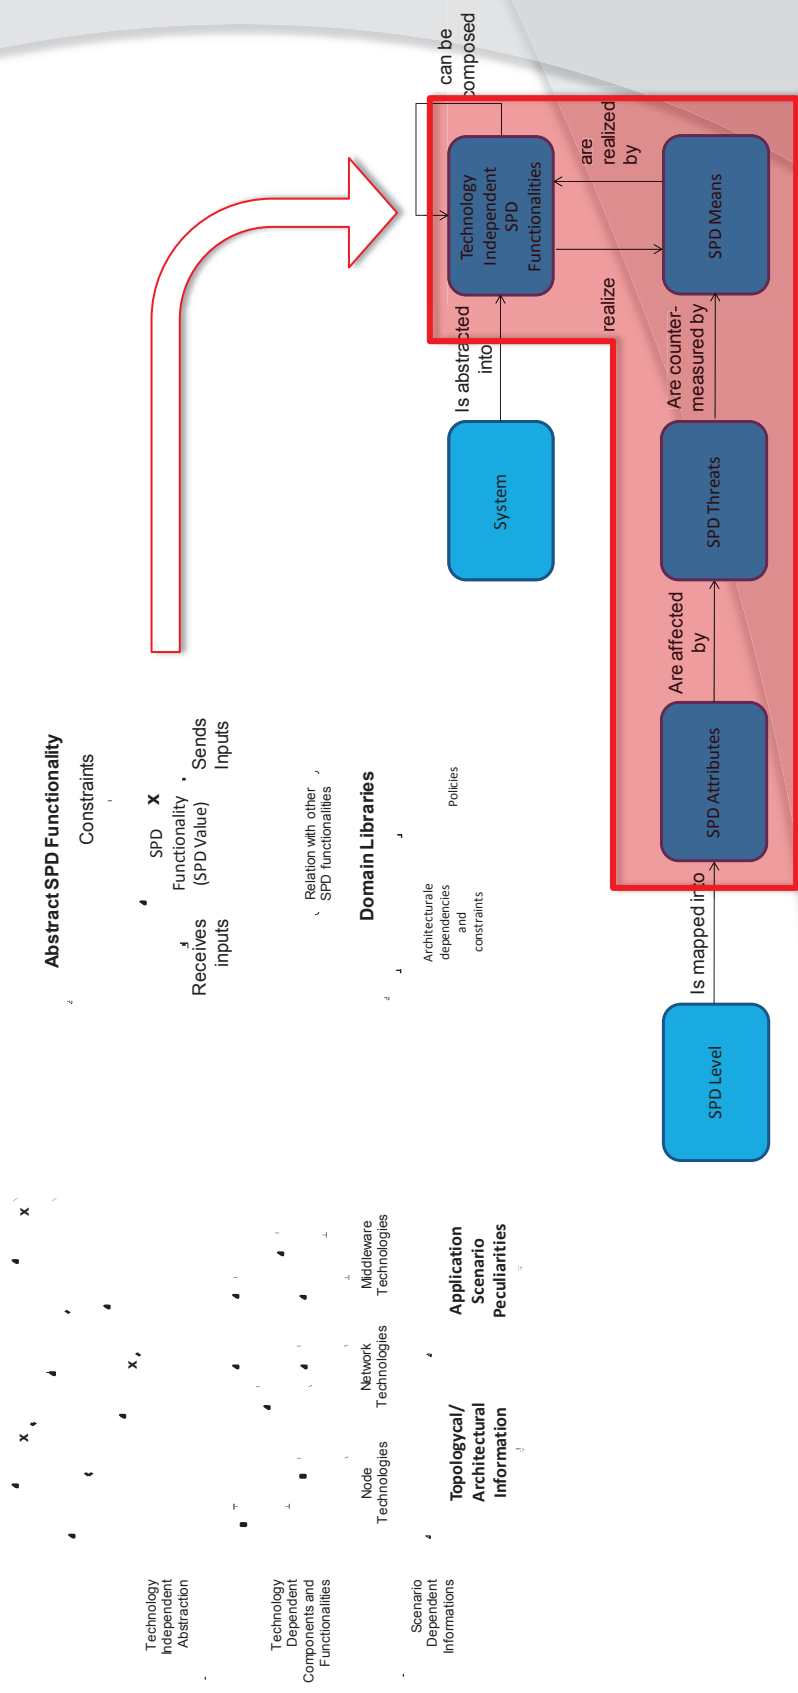 Technology
Independent
Abstraction
Technology
Dependent
Components and
Functionalities
Scenario
Dependent
Informations
Node
Technologies
Network
Technologies
Middleware
Technologies
Topologycal/
Architectural
Information
Application
Scenario
Peculiarities
Abstract SPD Functionality
Constraints
Receives
inputs
SPD
Functionality
(SPD Value)
Sends
Inputs
x
x
x
x
Relation with other
SPD functionalities
Domain Libraries
Architecturale
dependencies
and
constraints
Policies
can be
composed
System
Is abstracted
into
Technology
Independent
SPD
Functionalities
realize
are
realized
by
SPD Level
Is mapped into
SPD Attributes
Are affected
by
SPD Threats
Are counter-
measured by
SPD Means